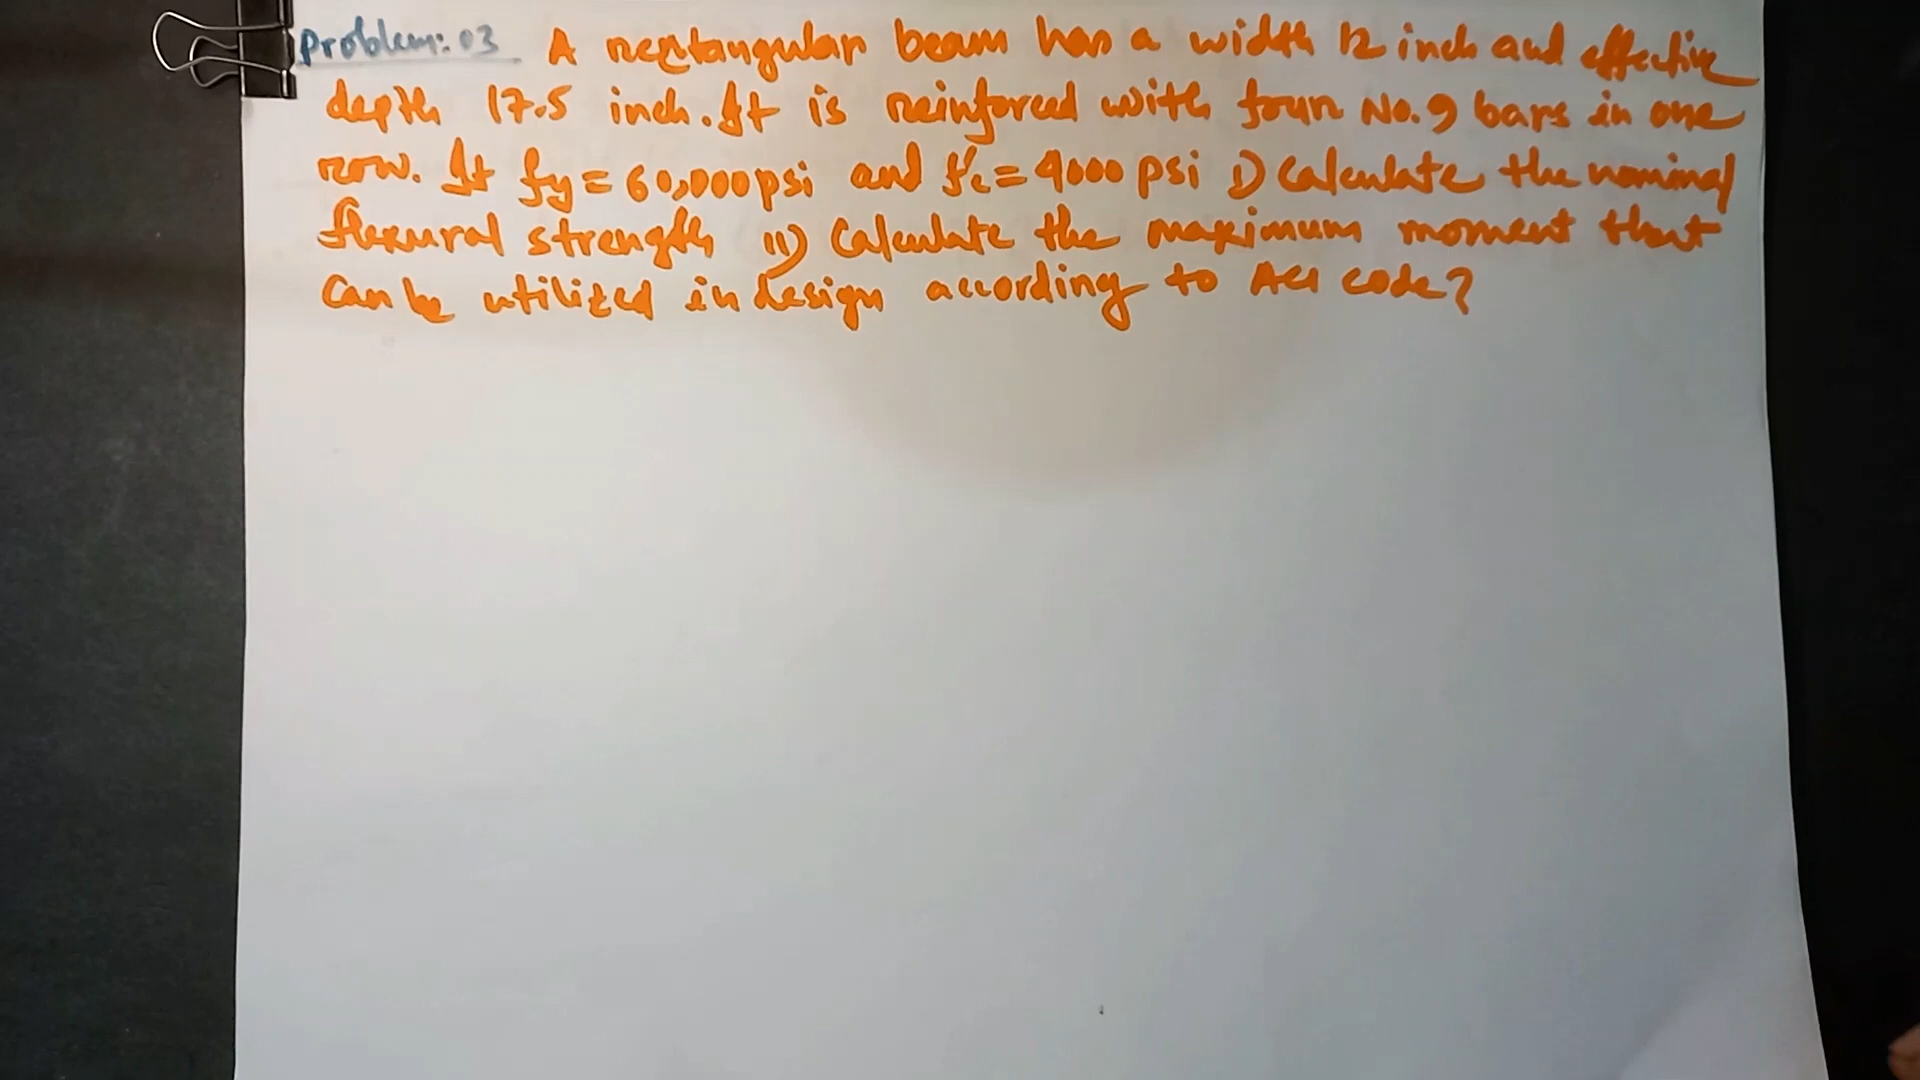 Problem: 03 A rectangular beam has a width 12 inch and effective
depth 17.5 inch. It is reinforced with four No. 9 bars in one
row. If fy = 60,000 psi and f'c = 4000 psi i) Calculate the nominal
flexural strength ii) Calculate the maximum moment that
can be utilized in design according to ACI code?